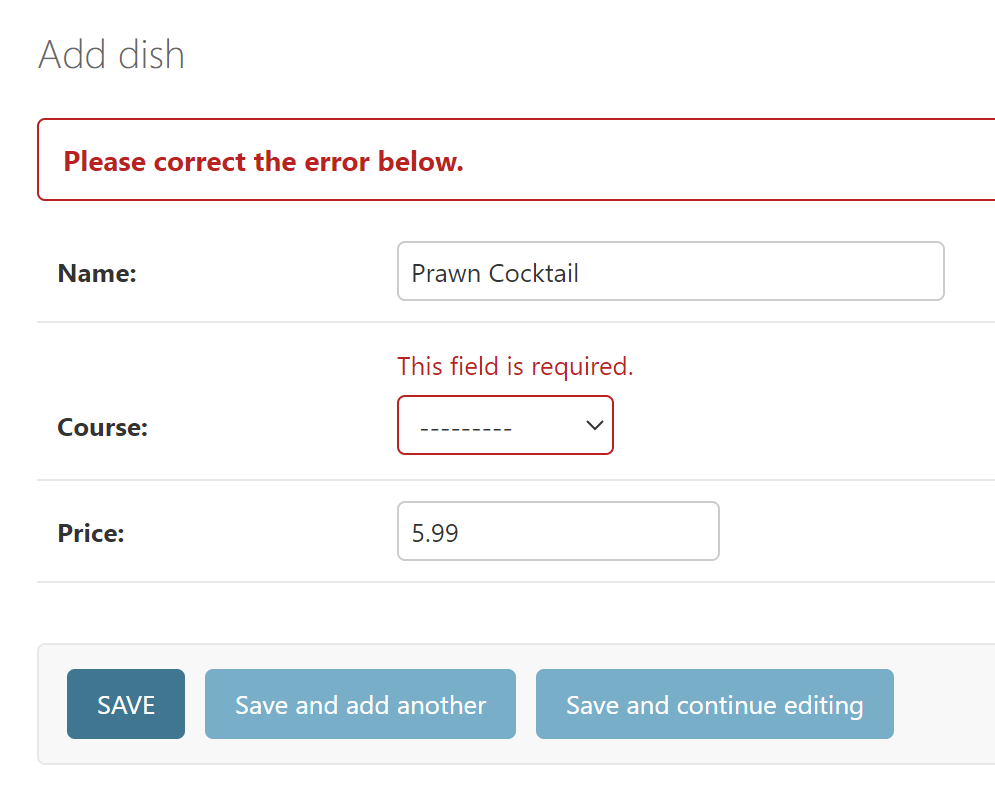 Add dish
Please correct the error below.
Name: Prawn Cocktail
This field is required.
Course: ---------
Price: 5.99
SAVE Save and add another Save and continue editing